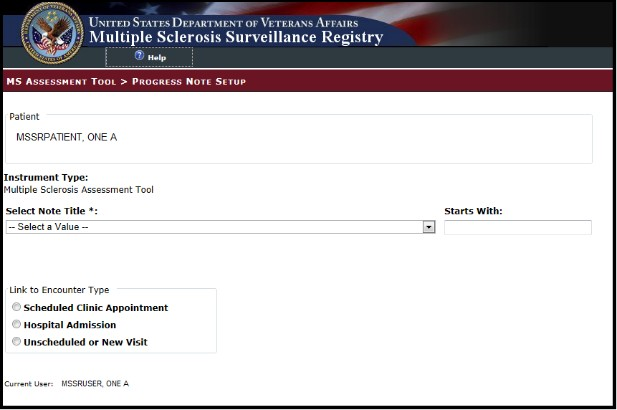 UNITED STATES DEPARTMENT OF VETERANS AFFAIRS
Multiple Sclerosis Surveillance Registry
Help
MS ASSESSMENT TOOL > PROGRESS NOTE SETUP
Patient
MSSRPATIENT, ONE A
Instrument Type:
Multiple Sclerosis Assessment Tool
Select Note Title *: Starts With:
-- Select a Value --
Link to Encounter Type
Scheduled Clinic Appointment
Hospital Admission
Unscheduled or New Visit
Current User: MSSRUSER, ONE A